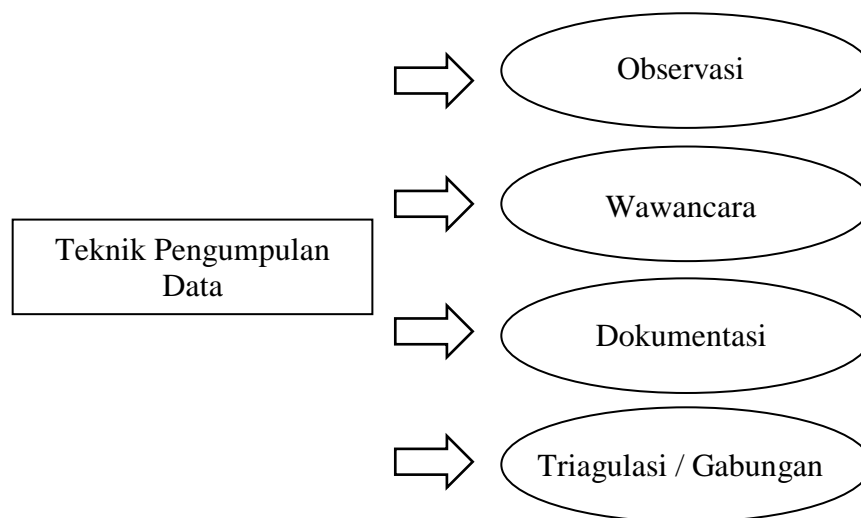 Observasi
Wawancara
Teknik Pengumpulan
Data
Dokumentasi
Triagulasi / Gabungan